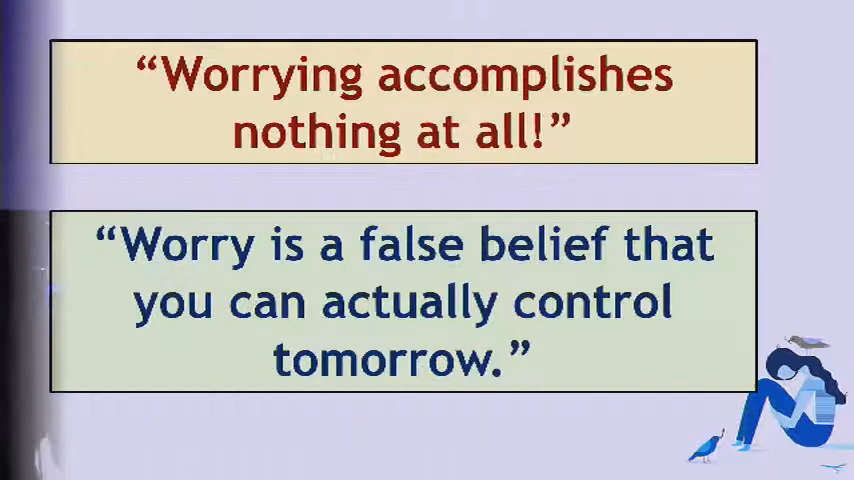 “Worrying accomplishes
nothing at all!”
“Worry is a false belief that
you can actually control
tomorrow.”